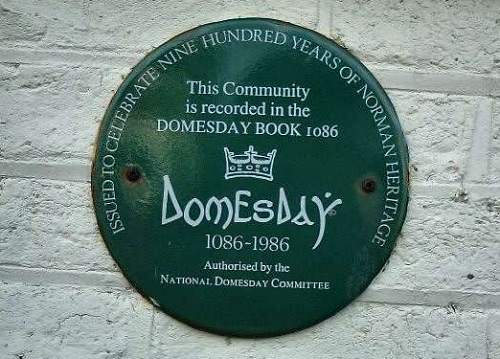 ISSUED TO CELEBRATE NINE HUNDRED YEARS OF NORMAN HERITAGE
This Community
is recorded in the
DOMESDAY BOOK 1086
DOMESDAY ©
1086-1986
Authorised by the
NATIONAL DOMESDAY COMMITTEE